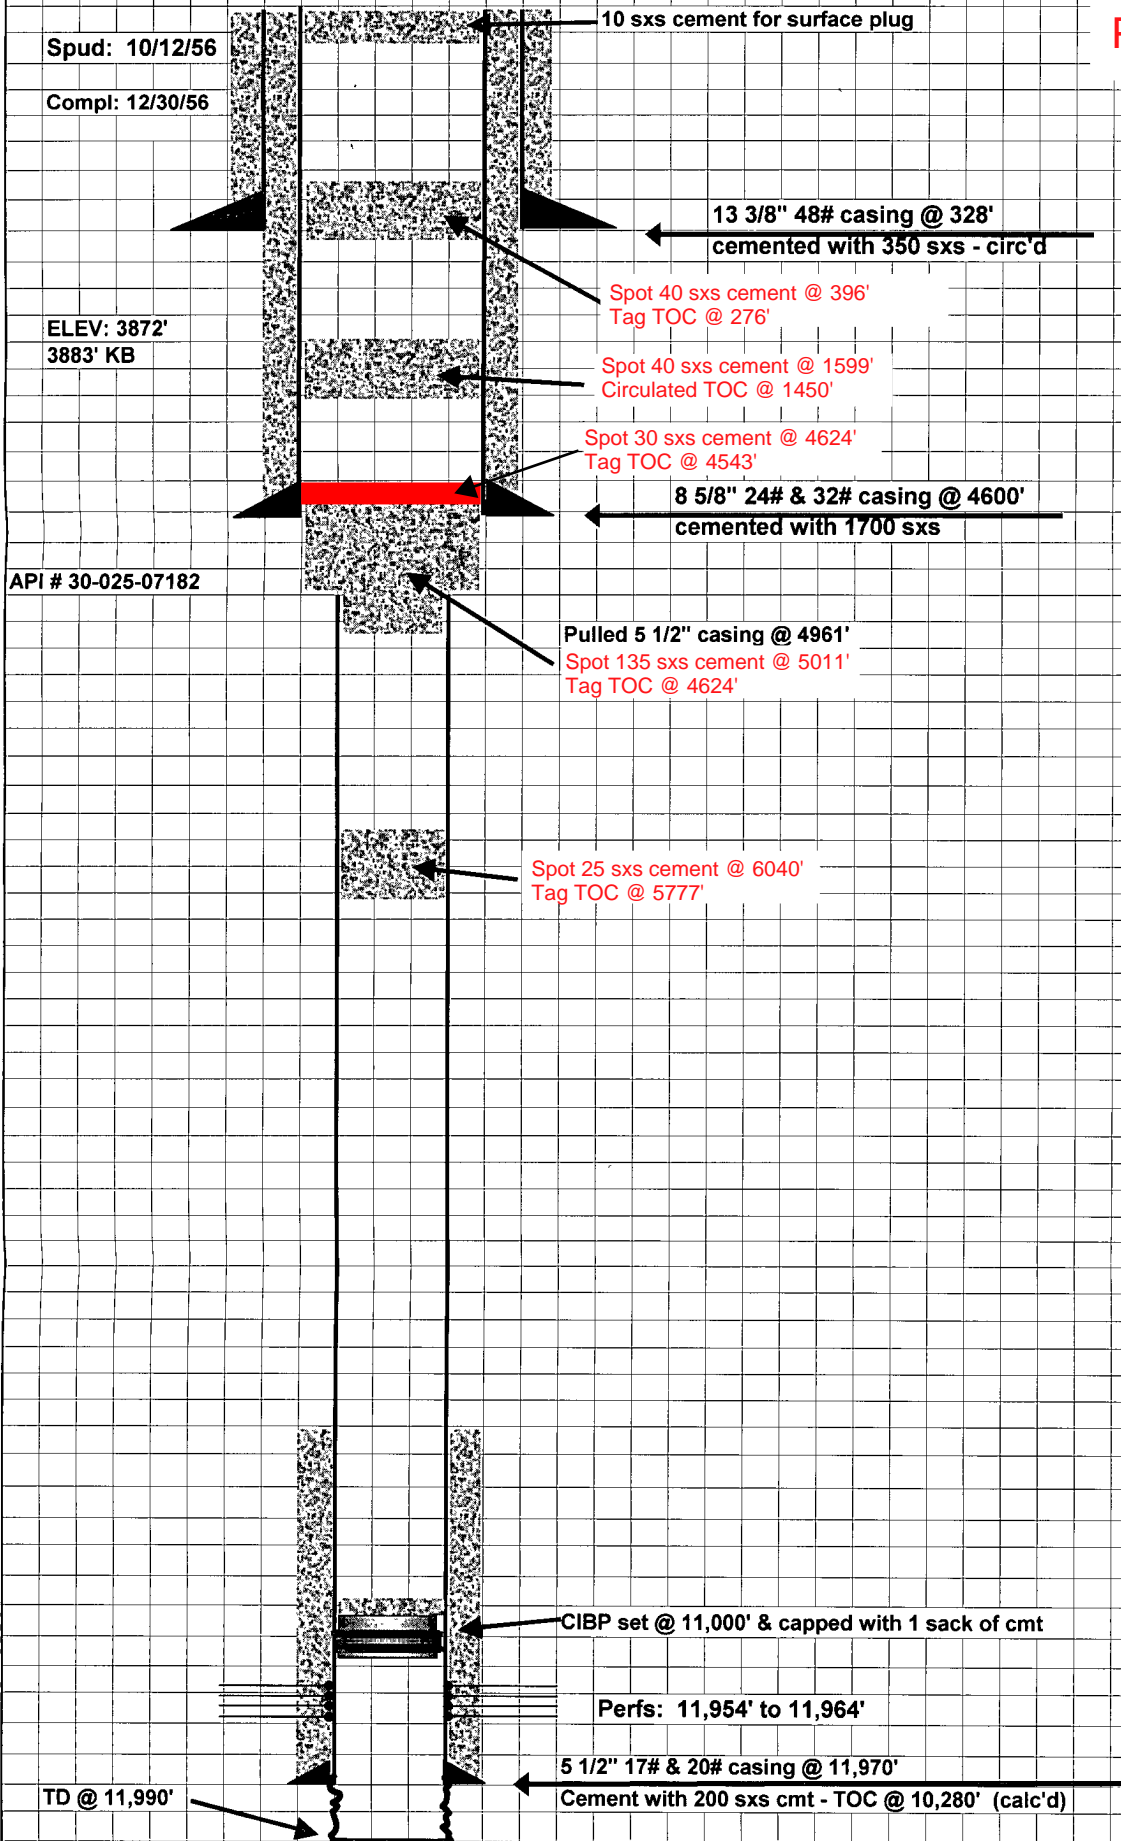 10 sxs cement for surface plug
Spud: 10/12/56
Compl: 12/30/56
13 3/8" 48# casing @ 328'
cemented with 350 sxs - circ'd
Spot 40 sxs cement @ 396'
Tag TOC @ 276'
ELEV: 3872'
3883' KB
Spot 40 sxs cement @ 1599'
Circulated TOC @ 1450'
Spot 30 sxs cement @ 4624'
Tag TOC @ 4543'
8 5/8" 24# & 32# casing @ 4600'
cemented with 1700 sxs
API # 30-025-07182
Pulled 5 1/2" casing @ 4961'
Spot 135 sxs cement @ 5011'
Tag TOC @ 4624'
Spot 25 sxs cement @ 6040'
Tag TOC @ 5777'
CIBP set @ 11,000' & capped with 1 sack of cmt
Perfs: 11,954' to 11,964'
5 1/2" 17# & 20# casing @ 11,970'
Cement with 200 sxs cmt - TOC @ 10,280' (calc'd)
TD @ 11,990'